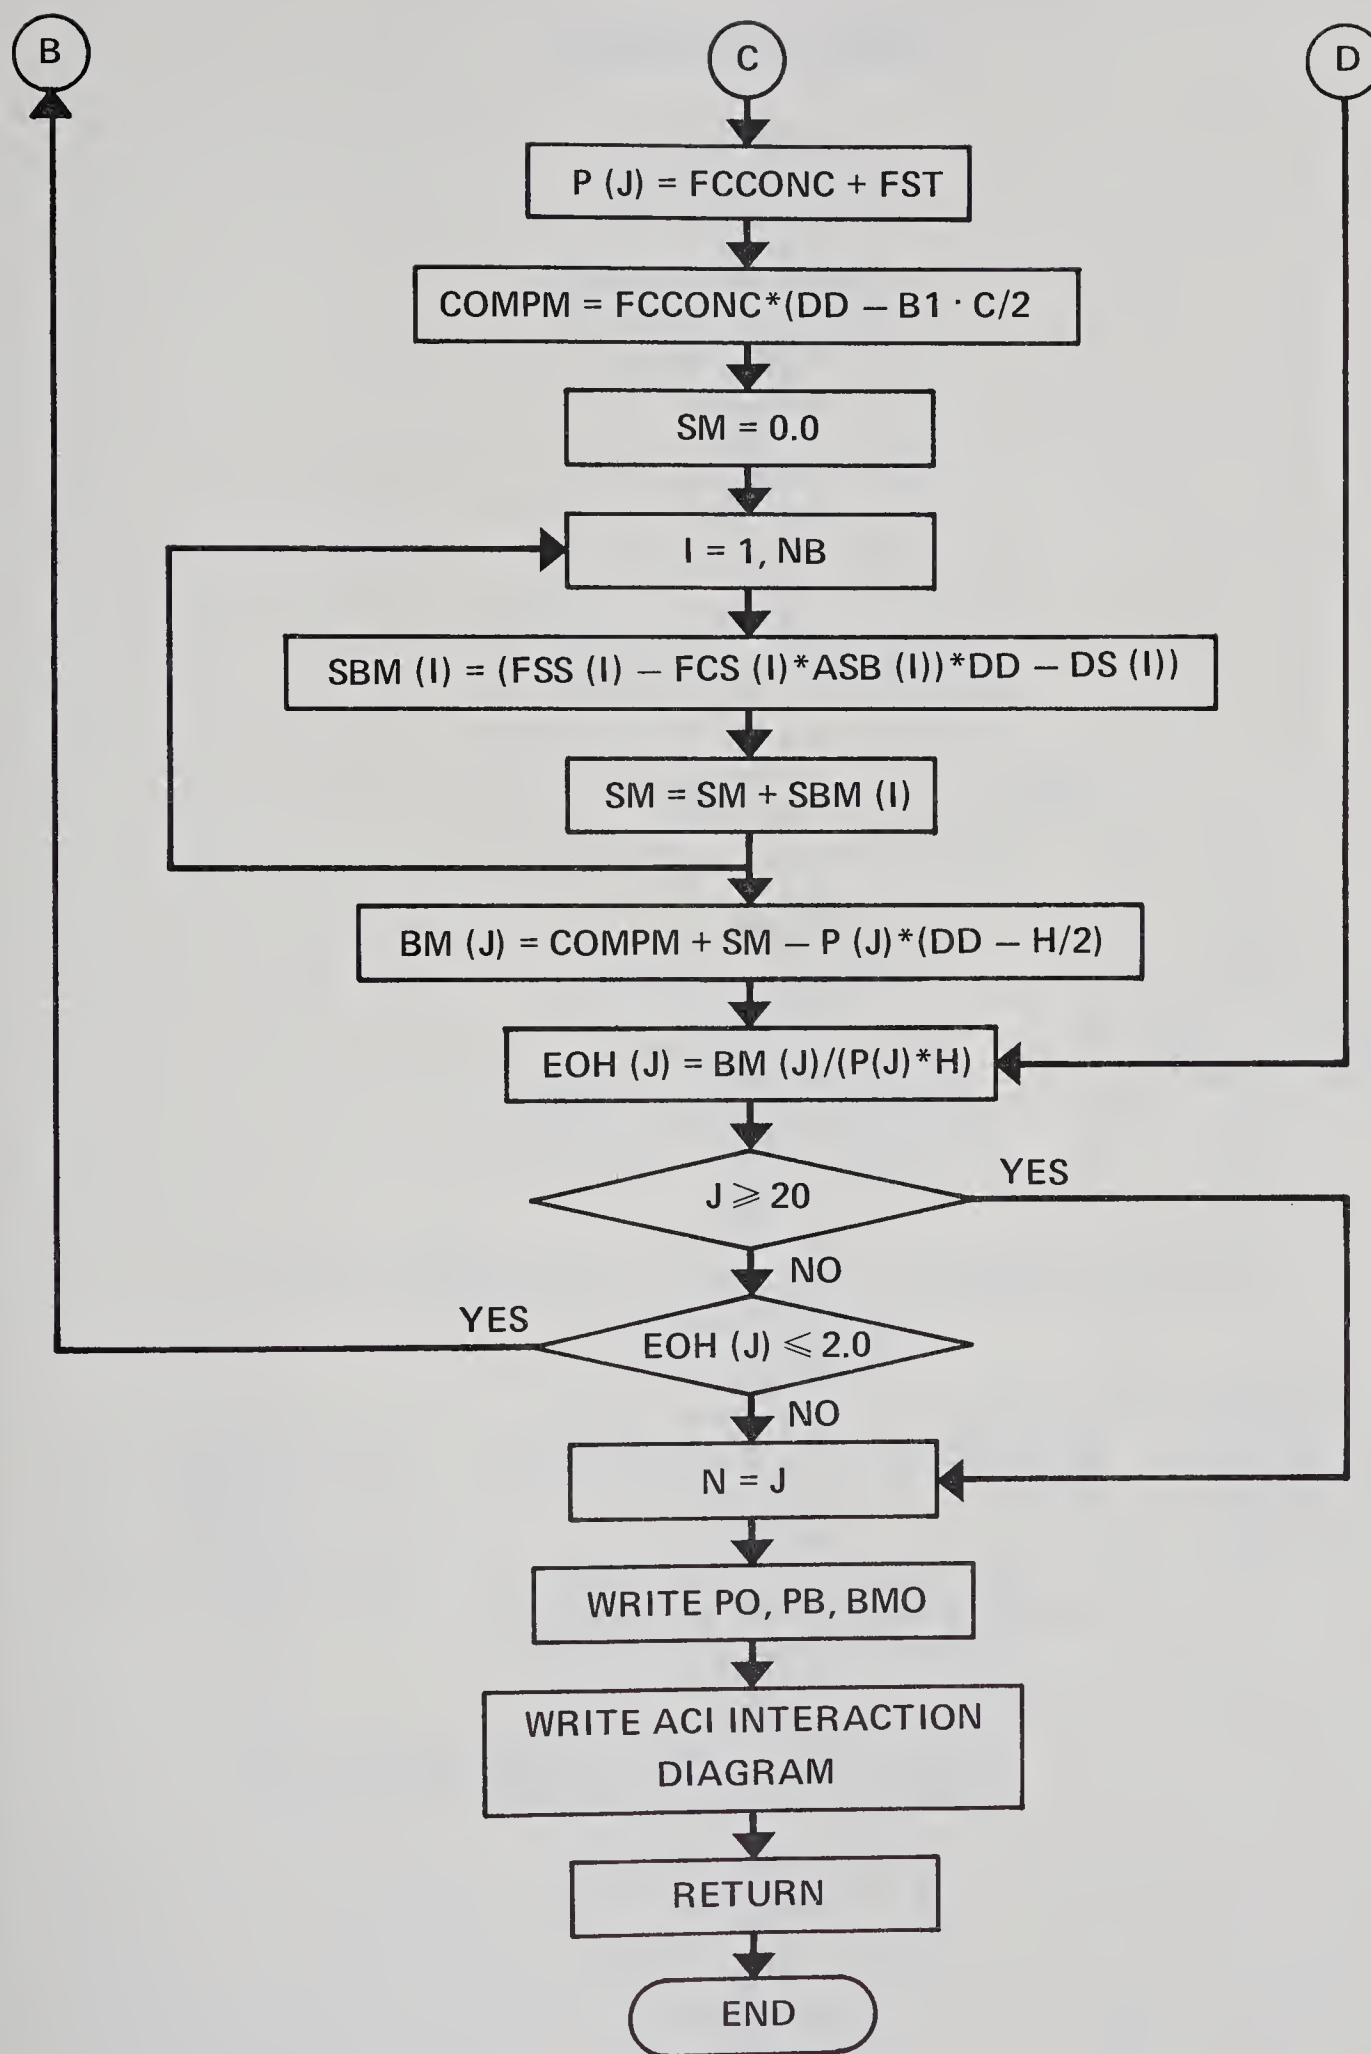 B
C
D
P (J) = FCCONC + FST
COMPM = FCCONC*(DD – B1 · C/2
SM = 0.0
I = 1, NB
SBM (I) = (FSS (I) – FCS (I)*ASB (I))*DD – DS (I))
SM = SM + SBM (I)
BM (J) = COMPM + SM – P (J)*(DD – H/2)
EOH (J) = BM (J)/(P(J)*H)
J ⩾ 20
YES
NO
YES
EOH (J) ⩽ 2.0
NO
N = J
WRITE PO, PB, BMO
WRITE ACI INTERACTION
DIAGRAM
RETURN
END